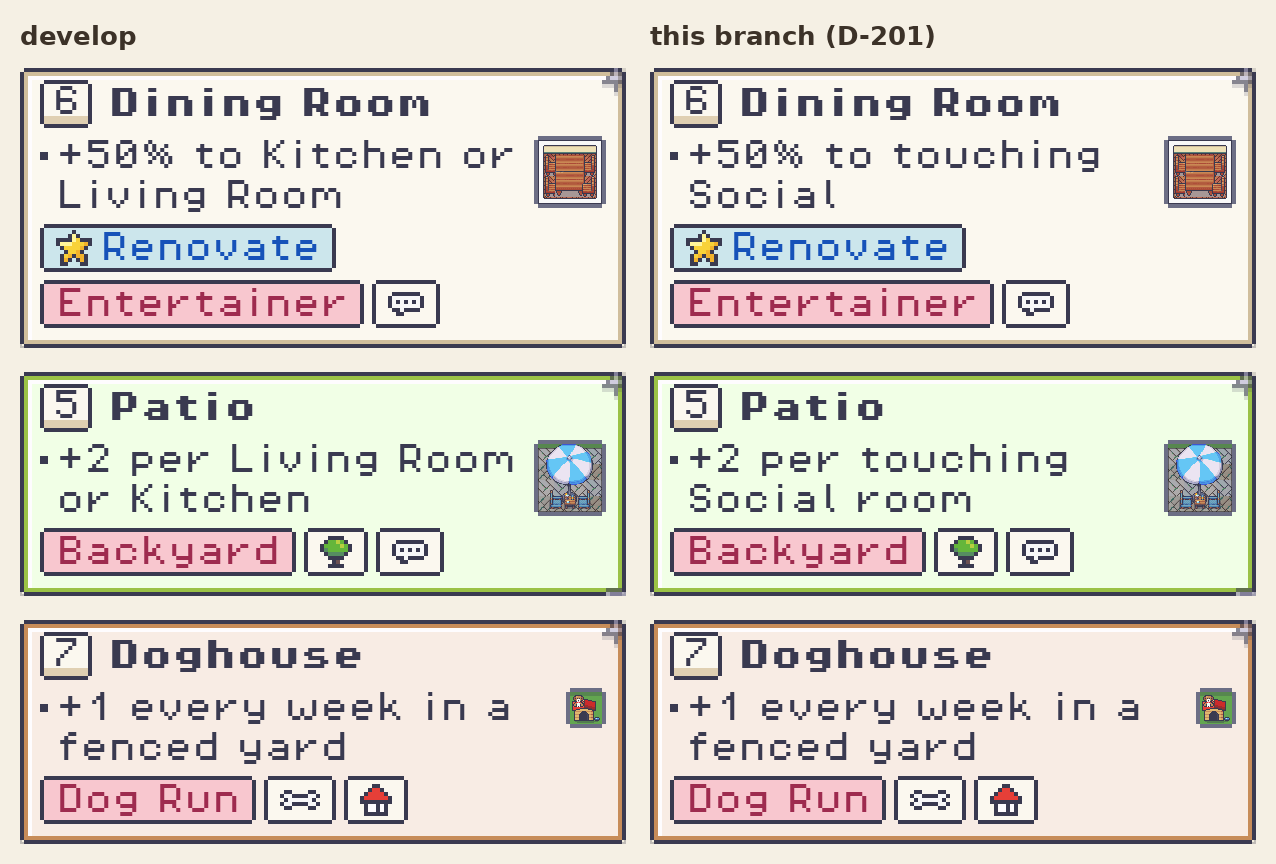 develop
this branch (D-201)
6 Dining Room
+50% to Kitchen or
Living Room
Renovate
Entertainer
6 Dining Room
+50% to touching
Social
Renovate
Entertainer
5 Patio
+2 per Living Room
or Kitchen
Backyard
5 Patio
+2 per touching
Social room
Backyard
7 Doghouse
+1 every week in a
fenced yard
Dog Run
7 Doghouse
+1 every week in a
fenced yard
Dog Run